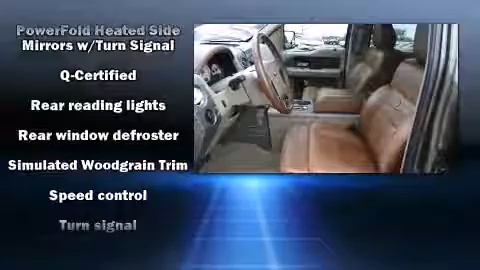 PowerFold Heated Side
Mirrors w/Turn Signal
Q-Certified
Rear reading lights
Rear window defroster
Simulated Woodgrain Trim
Speed control
Turn signal